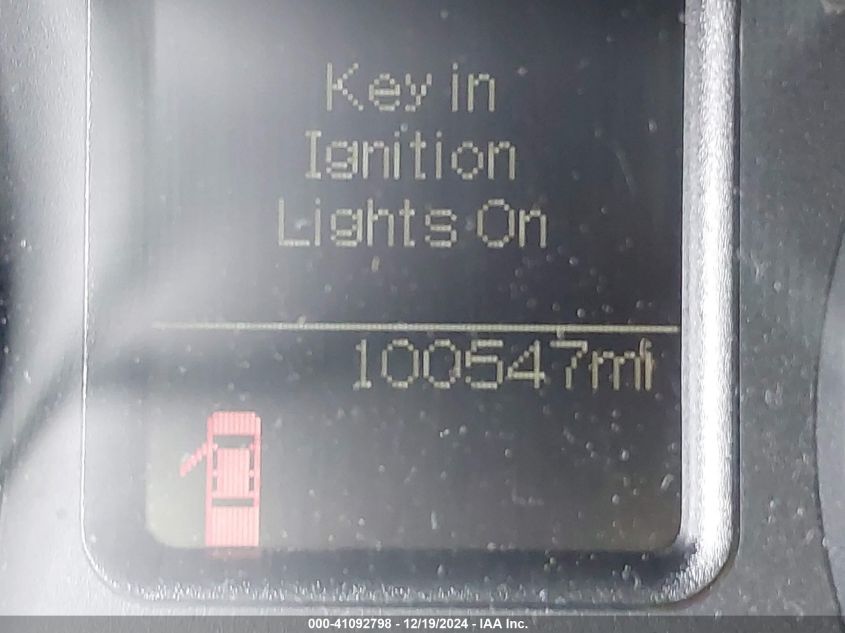 Key in
Ignition
Lights On
100547mi
000-41092798 - 12/19/2024 - IAA Inc.